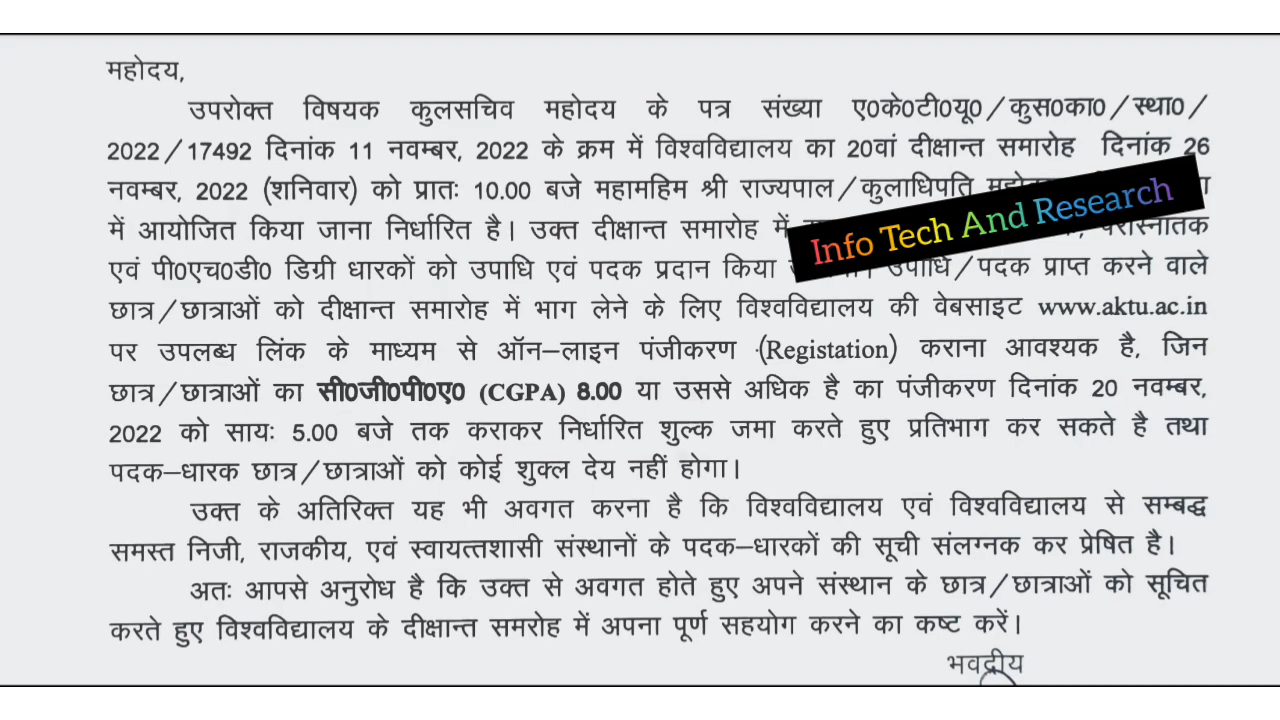 महोदय,
उपरोक्त विषयक कुलसचिव महोदय के पत्र संख्या ए0के0टी0यू0/कुस0का0/स्था0/
2022/17492 दिनांक 11 नवम्बर, 2022 के क्रम में विश्वविद्यालय का 20वां दीक्षान्त समारोह दिनांक 26
नवम्बर, 2022 (शनिवार) को प्रातः 10.00 बजे महामहिम श्री राज्यपाल/कुलाधिपति
में आयोजित किया जाना निर्धारित है। उक्त दीक्षान्त समारोह में परास्नातक
Info Tech And Research
एवं पी0एच0डी0 डिग्री धारकों को उपाधि एवं पदक प्रदान किया उपाधि/पदक प्राप्त करने वाले
छात्र/छात्राओं को दीक्षान्त समारोह में भाग लेने के लिए विश्वविद्यालय की वेबसाइट www.aktu.ac.in
पर उपलब्ध लिंक के माध्यम से ऑन–लाइन पंजीकरण (Registation) कराना आवश्यक है, जिन
छात्र/छात्राओं का सी0जी0पी0ए0 (CGPA) 8.00 या उससे अधिक है का पंजीकरण दिनांक 20 नवम्बर,
2022 को सायः 5.00 बजे तक कराकर निर्धारित शुल्क जमा करते हुए प्रतिभाग कर सकते है तथा
पदक–धारक छात्र/छात्राओं को कोई शुक्ल देय नहीं होगा।
उक्त के अतिरिक्त यह भी अवगत करना है कि विश्वविद्यालय एवं विश्वविद्यालय से सम्बद्ध
समस्त निजी, राजकीय, एवं स्वायत्तशासी संस्थानों के पदक–धारकों की सूची संलग्नक कर प्रेषित है।
अतः आपसे अनुरोध है कि उक्त से अवगत होते हुए अपने संस्थान के छात्र/छात्राओं को सूचित
करते हुए विश्वविद्यालय के दीक्षान्त समरोह में अपना पूर्ण सहयोग करने का कष्ट करें।
भवदीय